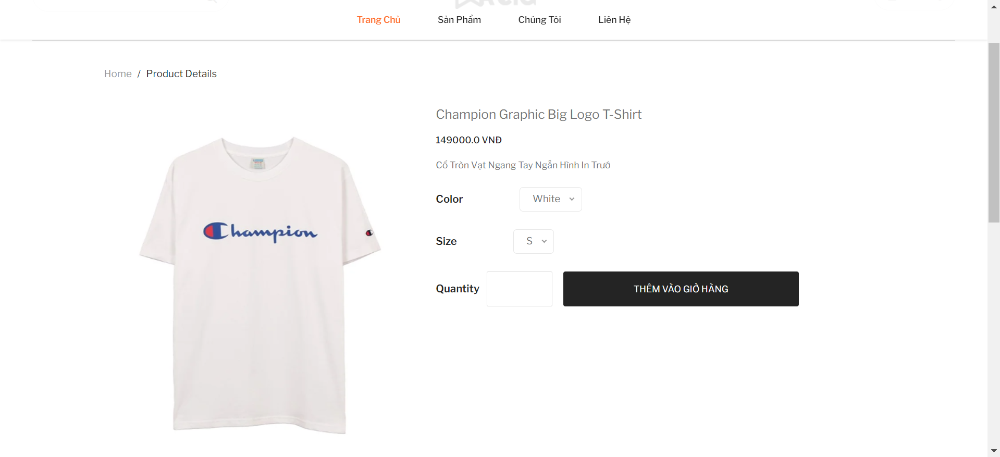 Trang Chủ Sản Phẩm Chúng Tôi Liên Hệ
Home / Product Details
Champion Graphic Big Logo T-Shirt
149000.0 VNĐ
Cổ Tròn Vạt Ngang Tay Ngắn Hình In Trướ
Color White
Size S
Quantity THÊM VÀO GIỎ HÀNG
Champion